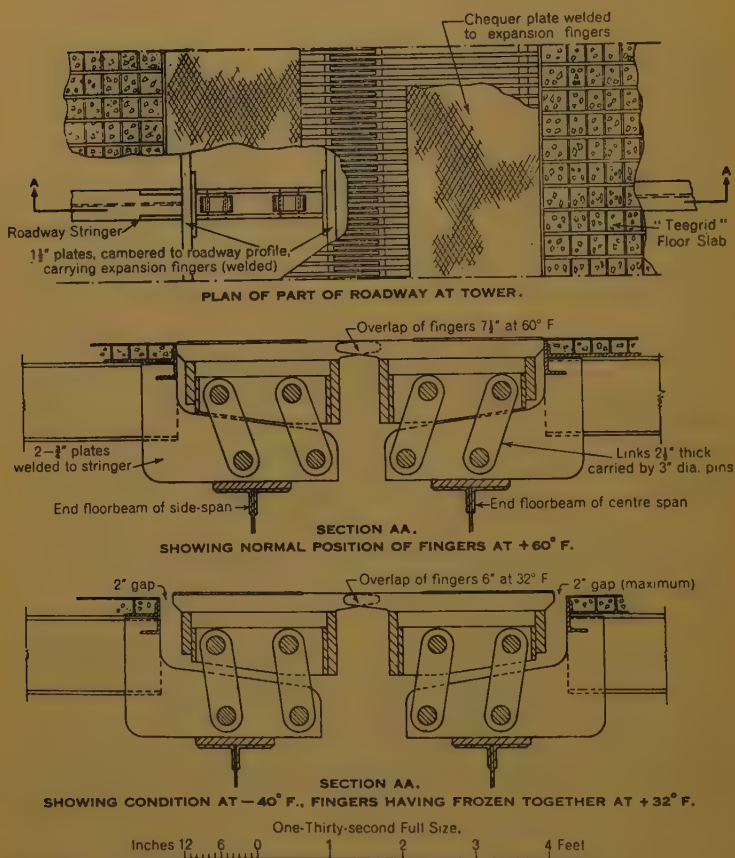 Chequer plate welded
to expansion fingers
A
A
Roadway Stringer
"Teegrid"
Floor Slab
1½" plates, cambered to roadway profile,
carrying expansion fingers (welded)
PLAN OF PART OF ROADWAY AT TOWER.
Overlap of fingers 7½" at 60° F
2-¾" plates
welded to stringer
Links 2½" thick
carried by 3" dia. pins
End floorbeam of side-span
End floorbeam of centre span
SECTION AA.
SHOWING NORMAL POSITION OF FINGERS AT +60° F.
2" gap
Overlap of fingers 6" at 32° F
2" gap (maximum)
SECTION AA.
SHOWING CONDITION AT -40° F., FINGERS HAVING FROZEN TOGETHER AT +32° F.
One-Thirty-second Full Size.
Inches 12 6 0 1 2 3 4 Feet